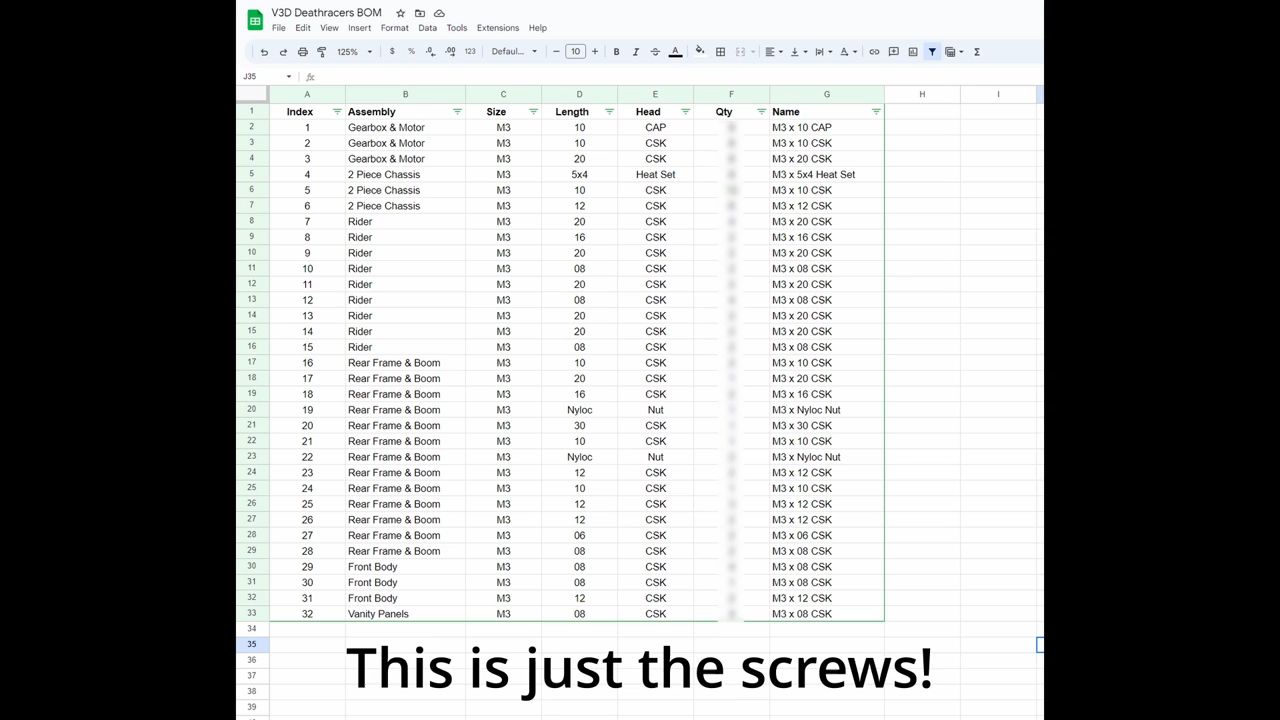 V3D Deathracers BOM
File Edit View Insert Format Data Tools Extensions Help
125% $ % .0 .00 123 Defaul... 10 B I A Σ
J35 fx
A B C D E F G H I
1 Index Assembly Size Length Head Qty Name
2 1 Gearbox & Motor M3 10 CAP M3 x 10 CAP
3 2 Gearbox & Motor M3 10 CSK M3 x 10 CSK
4 3 Gearbox & Motor M3 20 CSK M3 x 20 CSK
5 4 2 Piece Chassis M3 5x4 Heat Set M3 x 5x4 Heat Set
6 5 2 Piece Chassis M3 10 CSK M3 x 10 CSK
7 6 2 Piece Chassis M3 12 CSK M3 x 12 CSK
8 7 Rider M3 20 CSK M3 x 20 CSK
9 8 Rider M3 16 CSK M3 x 16 CSK
10 9 Rider M3 20 CSK M3 x 20 CSK
11 10 Rider M3 08 CSK M3 x 08 CSK
12 11 Rider M3 20 CSK M3 x 20 CSK
13 12 Rider M3 08 CSK M3 x 08 CSK
14 13 Rider M3 20 CSK M3 x 20 CSK
15 14 Rider M3 20 CSK M3 x 20 CSK
16 15 Rider M3 08 CSK M3 x 08 CSK
17 16 Rear Frame & Boom M3 10 CSK M3 x 10 CSK
18 17 Rear Frame & Boom M3 20 CSK M3 x 20 CSK
19 18 Rear Frame & Boom M3 16 CSK M3 x 16 CSK
20 19 Rear Frame & Boom M3 Nyloc Nut M3 x Nyloc Nut
21 20 Rear Frame & Boom M3 30 CSK M3 x 30 CSK
22 21 Rear Frame & Boom M3 10 CSK M3 x 10 CSK
23 22 Rear Frame & Boom M3 Nyloc Nut M3 x Nyloc Nut
24 23 Rear Frame & Boom M3 12 CSK M3 x 12 CSK
25 24 Rear Frame & Boom M3 10 CSK M3 x 10 CSK
26 25 Rear Frame & Boom M3 12 CSK M3 x 12 CSK
27 26 Rear Frame & Boom M3 12 CSK M3 x 12 CSK
28 27 Rear Frame & Boom M3 06 CSK M3 x 06 CSK
29 28 Rear Frame & Boom M3 08 CSK M3 x 08 CSK
30 29 Front Body M3 08 CSK M3 x 08 CSK
31 30 Front Body M3 08 CSK M3 x 08 CSK
32 31 Front Body M3 12 CSK M3 x 12 CSK
33 32 Vanity Panels M3 08 CSK M3 x 08 CSK
34
35
36
37
38
39
This is just the screws!